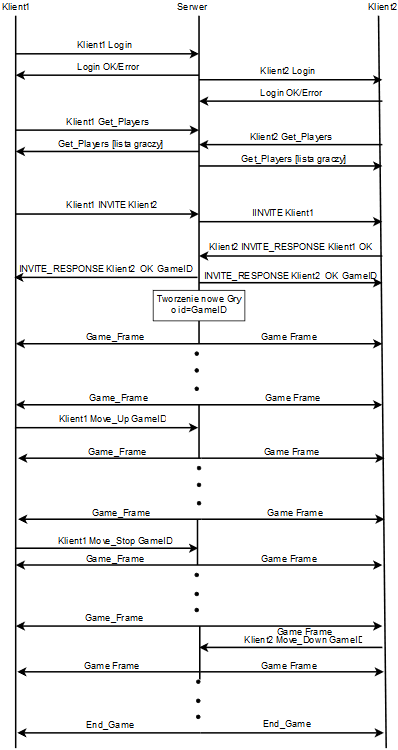 Klient1 Serwer Klient2
Klient1 Login
Login OK/Error
Klient2 Login
Login OK/Error
Klient1 Get_Players
Klient2 Get_Players
Get_Players [lista graczy]
Get_Players [lista graczy]
Klient1 INVITE Klient2
IINVITE Klient1
Klient2 INVITE_RESPONSE Klient1 OK
INVITE_RESPONSE Klient2 OK GameID
INVITE_RESPONSE Klient2 OK GameID
Tworzenie nowe Gry
o id=GameID
Game_Frame Game Frame
Game_Frame Game Frame
Klient1 Move_Up GameID
Game_Frame Game Frame
Game_Frame Game Frame
Klient1 Move_Stop GameID
Game_Frame Game Frame
Game_Frame
Game Frame
Klient2 Move_Down GameID
Game Frame Game Frame
End_Game End_Game